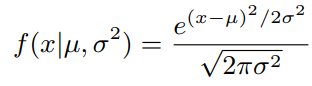 f(x|μ, σ²) = e^{(x−μ)²/2σ²} / √(2πσ²)